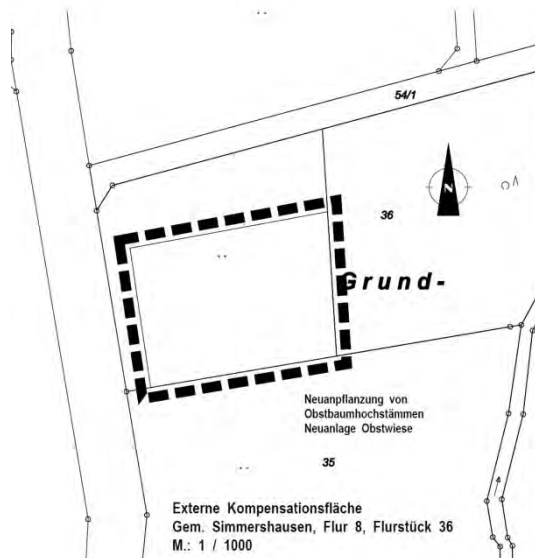 54/1
N
36
Grund-
Neuanpflanzung von
Obstbaumhochstämmen
Neuanlage Obstwiese
35
Externe Kompensationsfläche
Gem. Simmershausen, Flur 8, Flurstück 36
M.: 1 / 1000